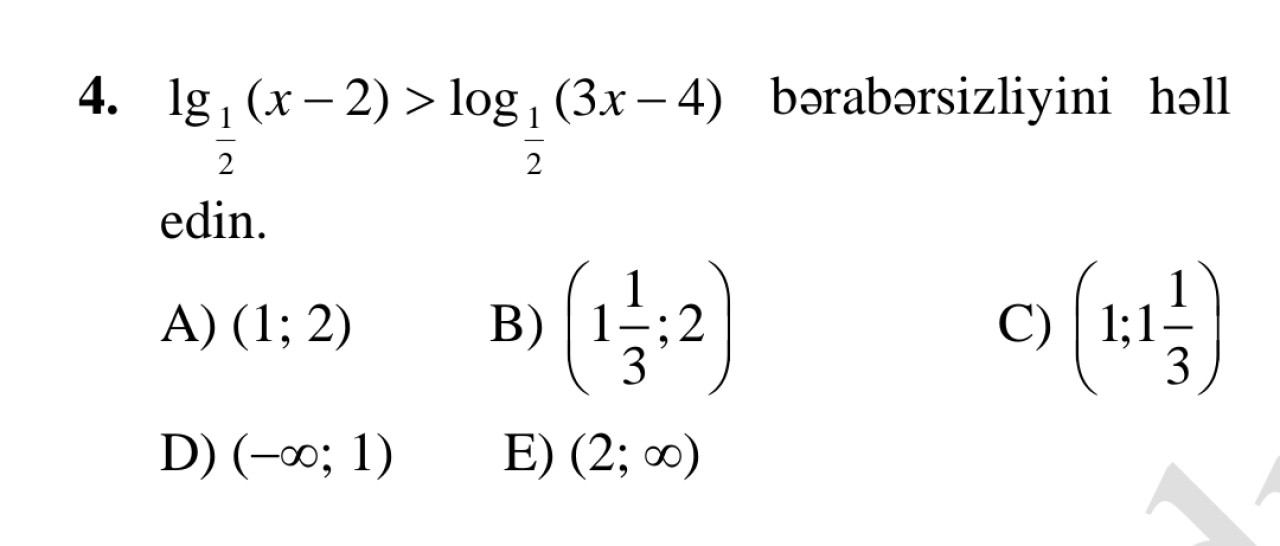 4. lg_{1/2}(x – 2) > log_{1/2}(3x – 4) bərabərsizliyini həll
edin.
A) (1; 2) B) (1 1/3; 2) C) (1; 1 1/3)
D) (–∞; 1) E) (2; ∞)